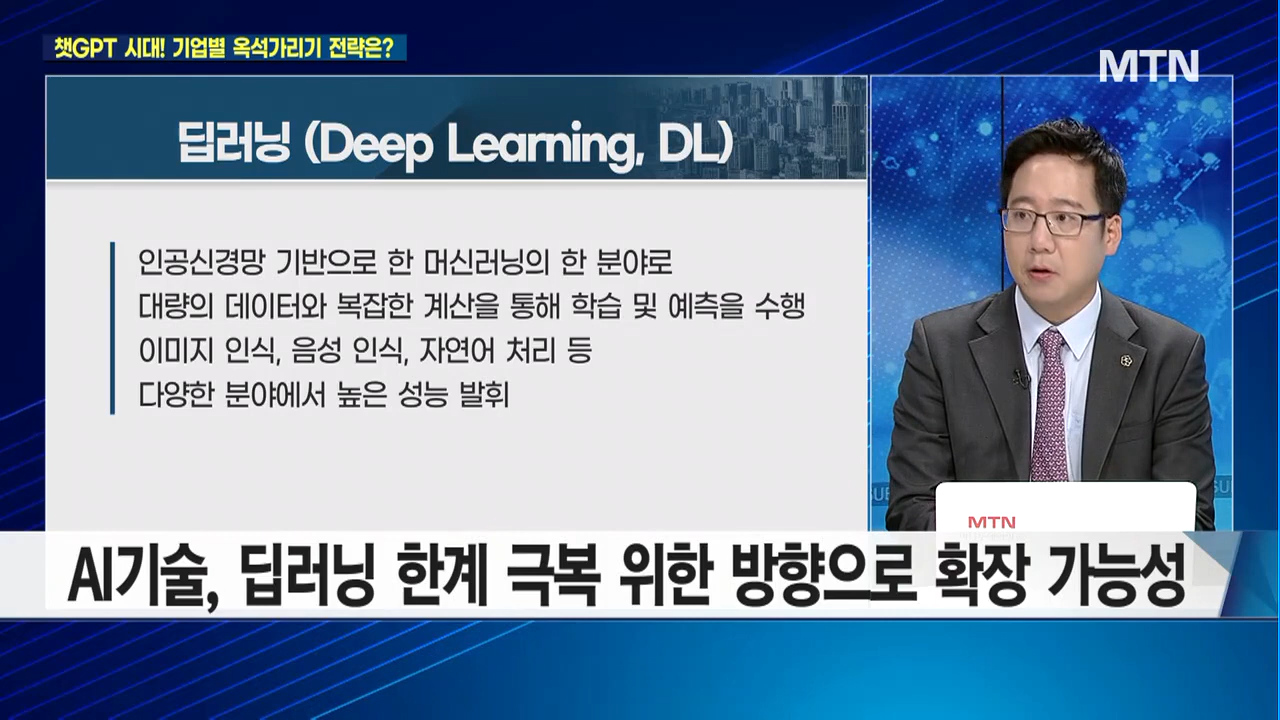 챗GPT 시대! 기업별 옥석가리기 전략은?
MTN
딥러닝 (Deep Learning, DL)
인공신경망 기반으로 한 머신러닝의 한 분야로
대량의 데이터와 복잡한 계산을 통해 학습 및 예측을 수행
이미지 인식, 음성 인식, 자연어 처리 등
다양한 분야에서 높은 성능 발휘
MTN
AI기술, 딥러닝 한계 극복 위한 방향으로 확장 가능성